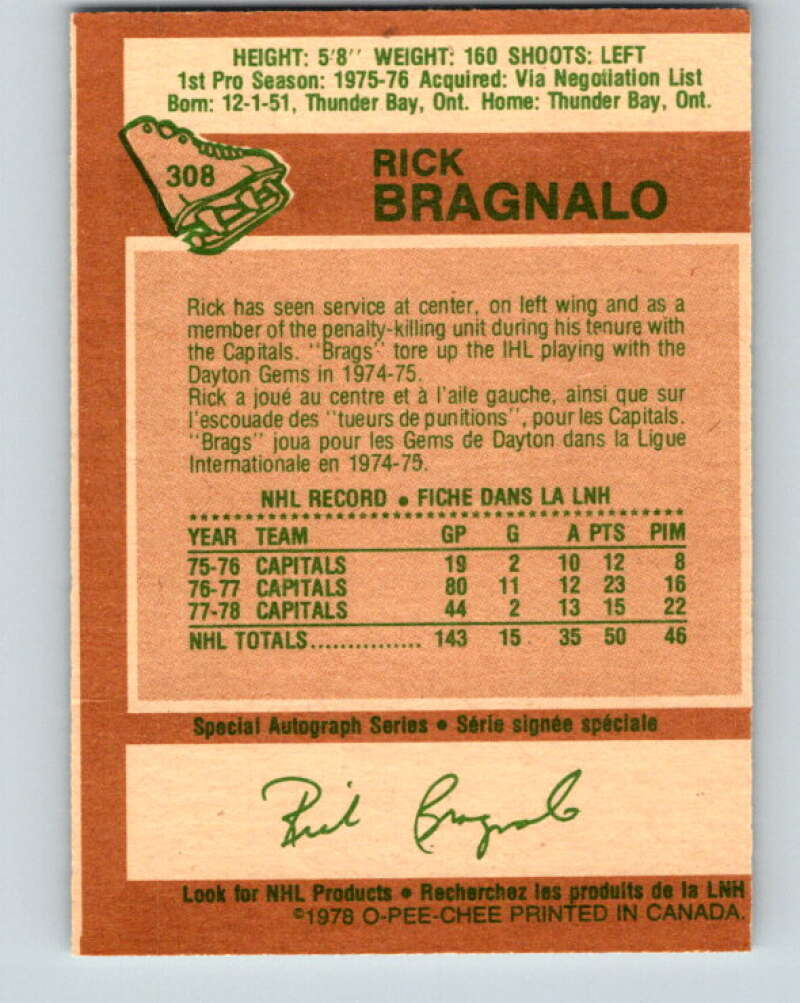 HEIGHT: 5'8'' WEIGHT: 160 SHOOTS: LEFT
1st Pro Season: 1975-76 Acquired: Via Negotiation List
Born: 12-1-51, Thunder Bay, Ont. Home: Thunder Bay, Ont.
308
RICK
BRAGNALO
Rick has seen service at center, on left wing and as a
member of the penalty-killing unit during his tenure with
the Capitals. "Brags" tore up the IHL playing with the
Dayton Gems in 1974-75.
Rick a joué au centre et à l'aile gauche, ainsi que sur
l'escouade des "tueurs de punitions", pour les Capitals.
"Brags" joua pour les Gems de Dayton dans la Ligue
Internationale en 1974-75.
NHL RECORD • FICHE DANS LA LNH
YEAR TEAM GP G A PTS PIM
75-76 CAPITALS 19 2 10 12 8
76-77 CAPITALS 80 11 12 23 16
77-78 CAPITALS 44 2 13 15 22
NHL TOTALS............... 143 15 35 50 46
Special Autograph Series • Série signée spéciale
Rick Bragnalo
Look for NHL Products • Recherchez les produits de la LNH
©1978 O-PEE-CHEE PRINTED IN CANADA.